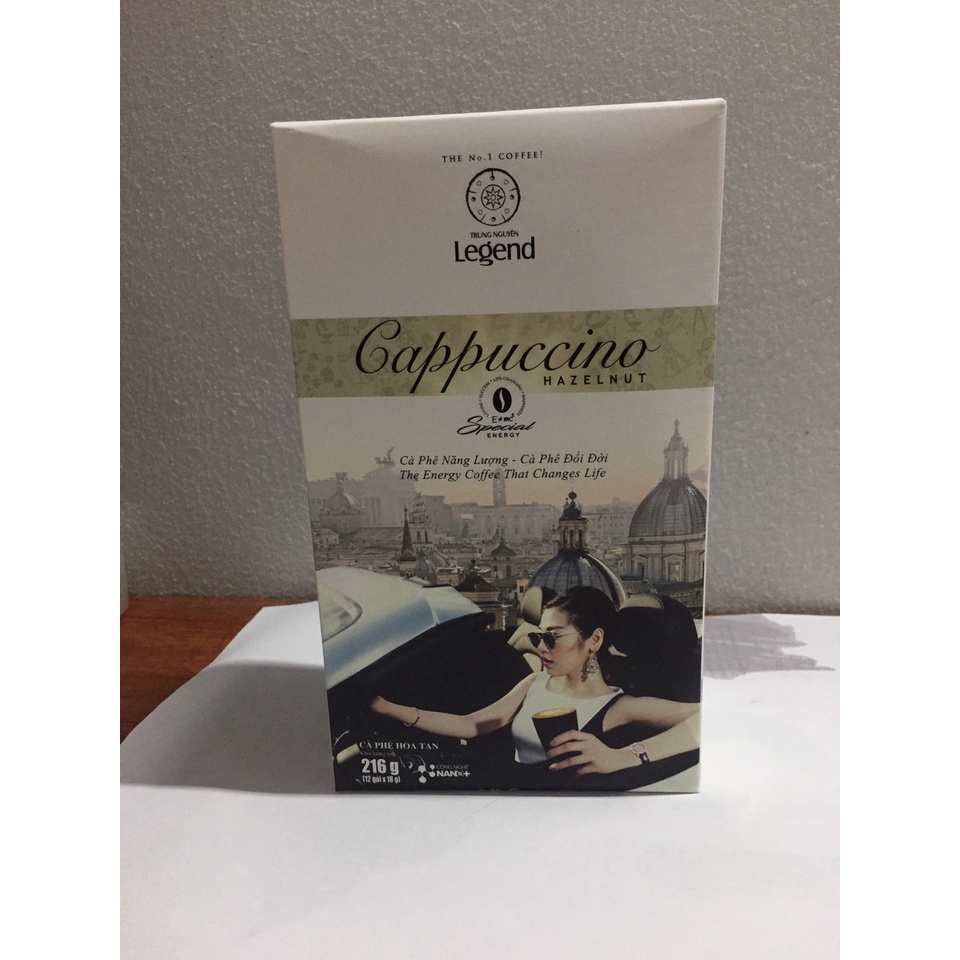 THE No.1 COFFEE!
TRUNG NGUYÊN
Legend
Cappuccino
HAZELNUT
Special
ENERGY
Cà Phê Năng Lượng - Cà Phê Đổi Đời
The Energy Coffee That Changes Life
CÀ PHÊ HÒA TAN
216 g
(12 gói x 18 g)
CÔNG NGHỆ
NANO+